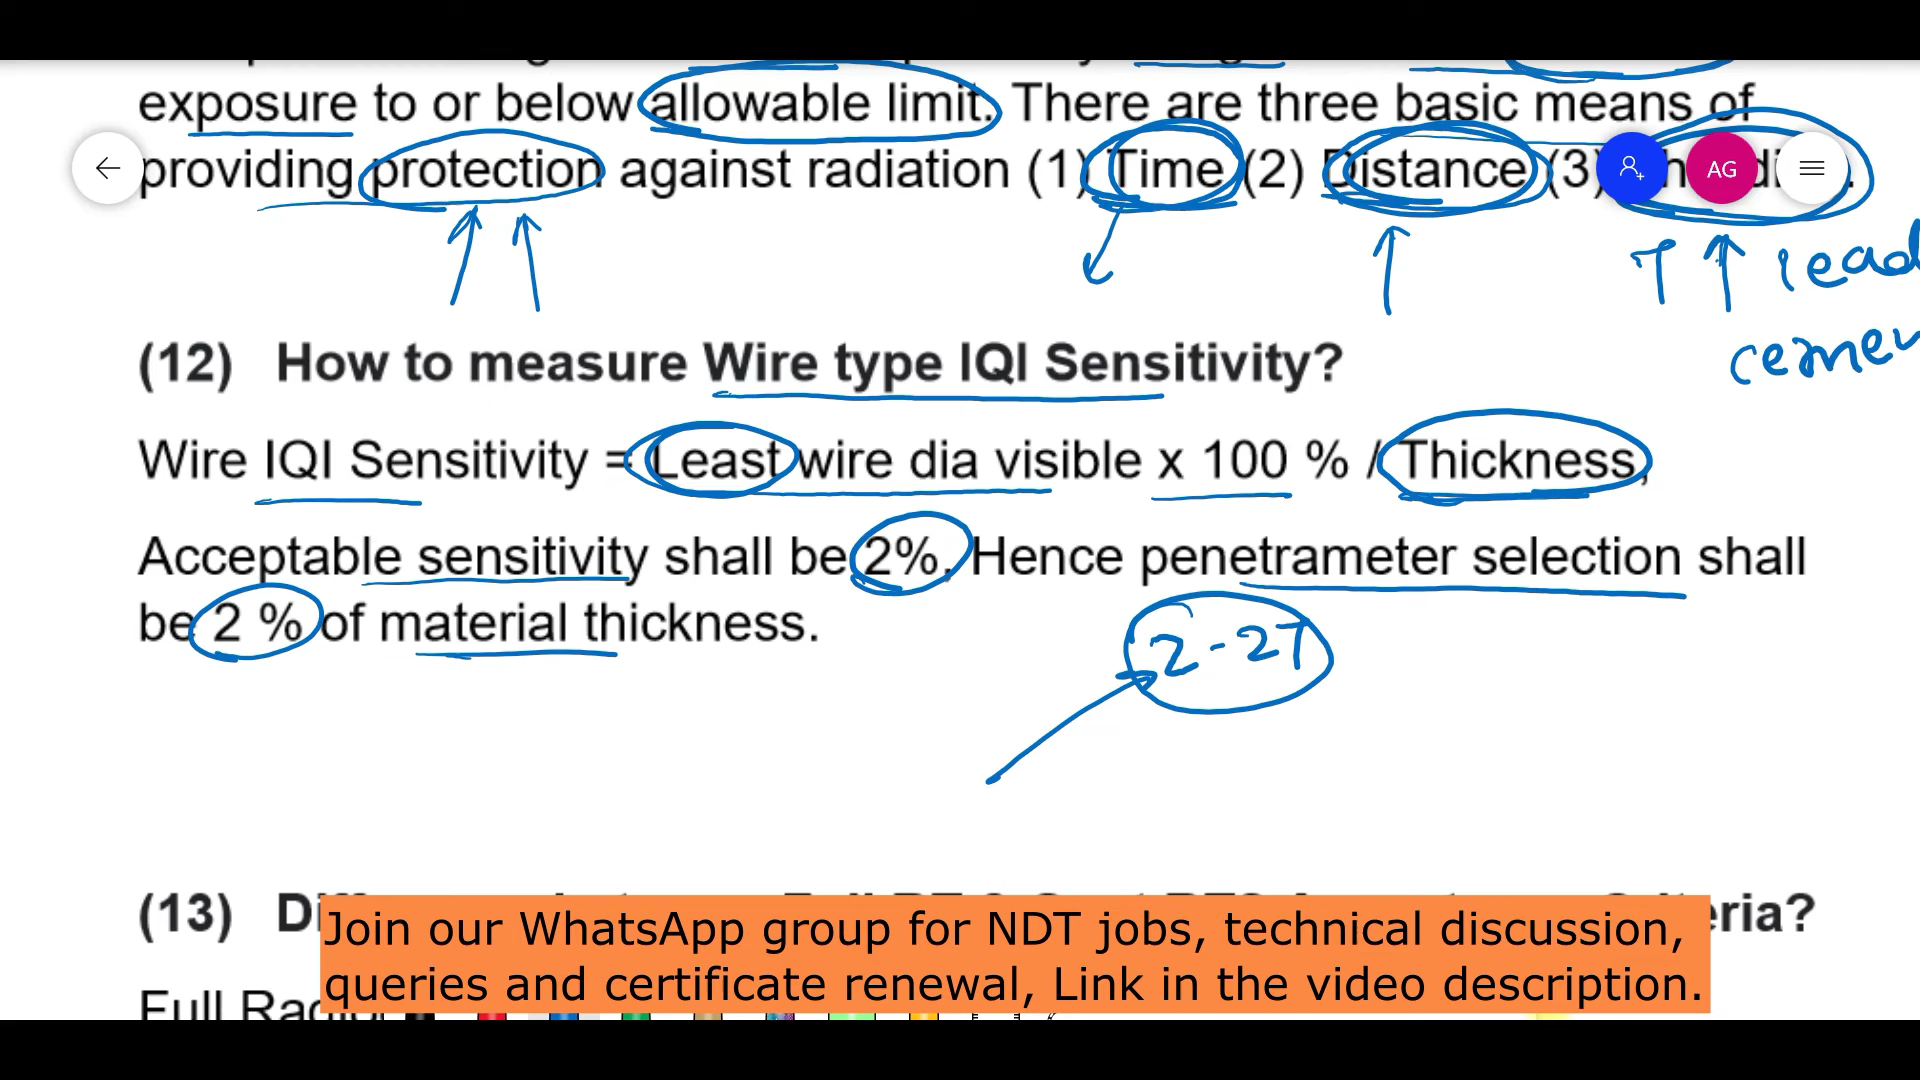 exposure to or below allowable limit. There are three basic means of
providing protection against radiation (1) Time (2) Distance (3)
AG
lead
(12) How to measure Wire type IQI Sensitivity?
Wire IQI Sensitivity = Least wire dia visible x 100 % / Thickness,
Acceptable sensitivity shall be 2%. Hence penetrameter selection shall
be 2 % of material thickness.
2-2T
(13)
Join our WhatsApp group for NDT jobs, technical discussion,
queries and certificate renewal, Link in the video description.
Full